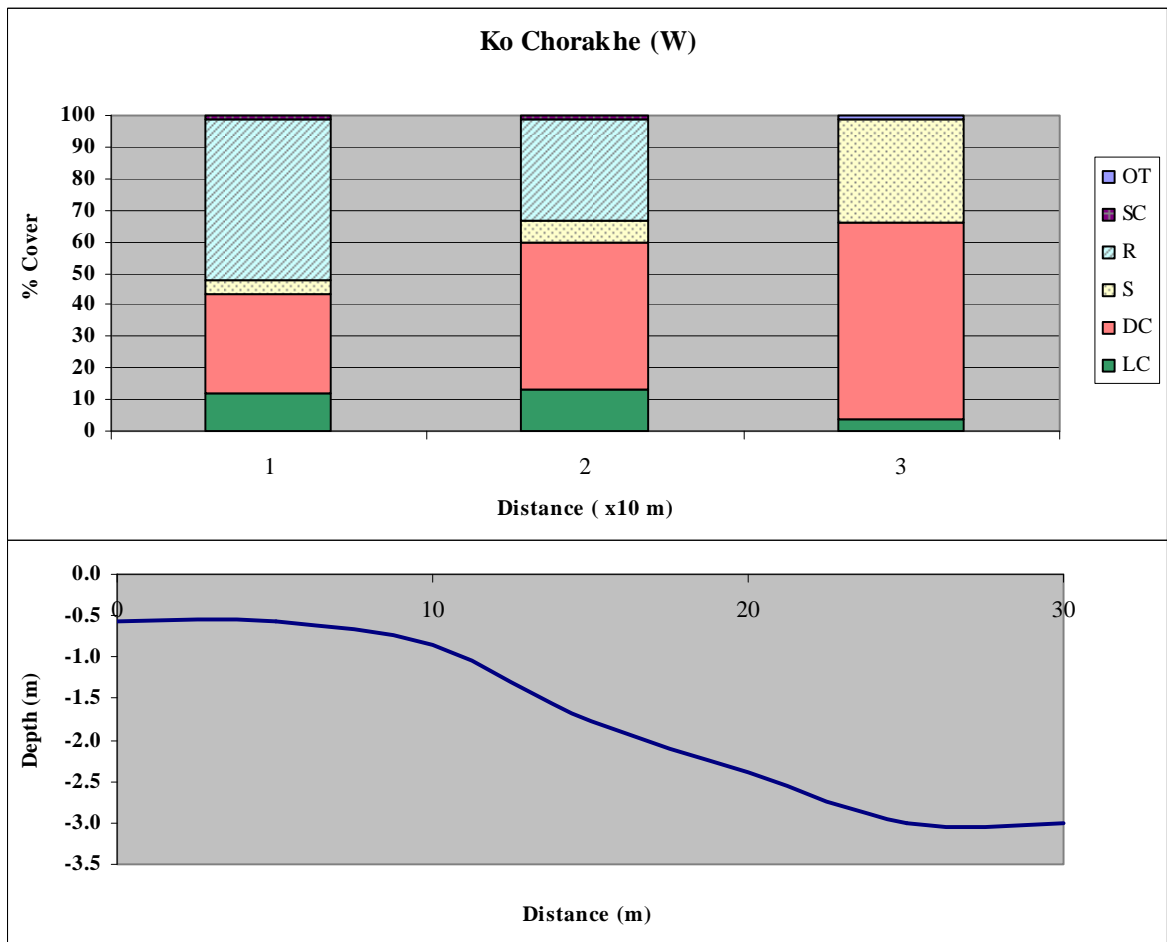 Ko Chorakhe (W)
% Cover
100
90
80
70
60
50
40
30
20
10
0
1 2 3
Distance ( x10 m)
OT
SC
R
S
DC
LC
Depth (m)
0.0
-0.5
-1.0
-1.5
-2.0
-2.5
-3.0
-3.5
0 10 20 30
Distance (m)